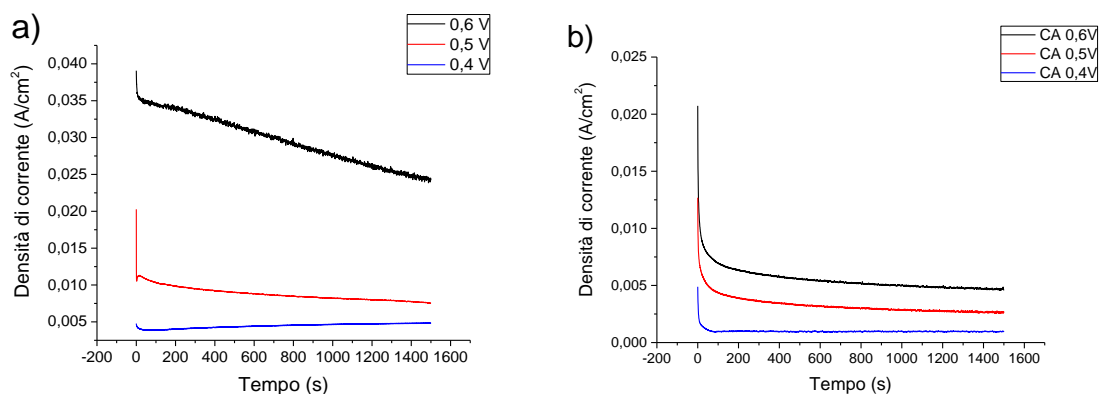 a)
0,6 V
0,5 V
0,4 V
0,040
0,035
0,030
0,025
0,020
0,015
0,010
0,005
Densità di corrente (A/cm²)
-200 0 200 400 600 800 1000 1200 1400 1600
Tempo (s)
b)
CA 0,6V
CA 0,5V
CA 0,4V
0,025
0,020
0,015
0,010
0,005
0,000
Densità di corrente (A/cm²)
-200 0 200 400 600 800 1000 1200 1400 1600
Tempo (s)